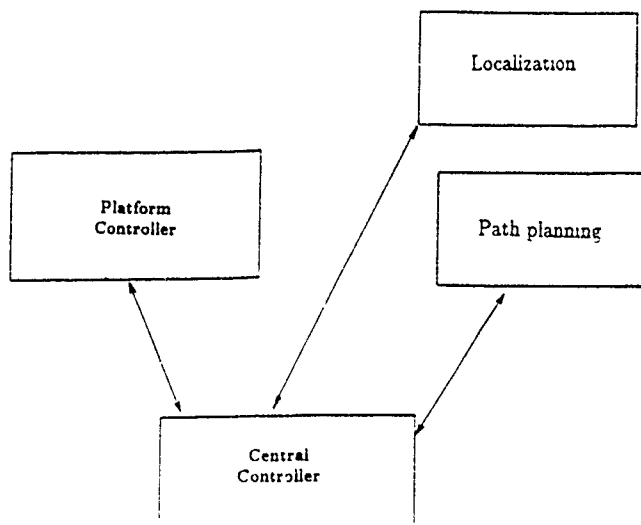 Localization
Platform
Controller
Path planning
Central
Controller